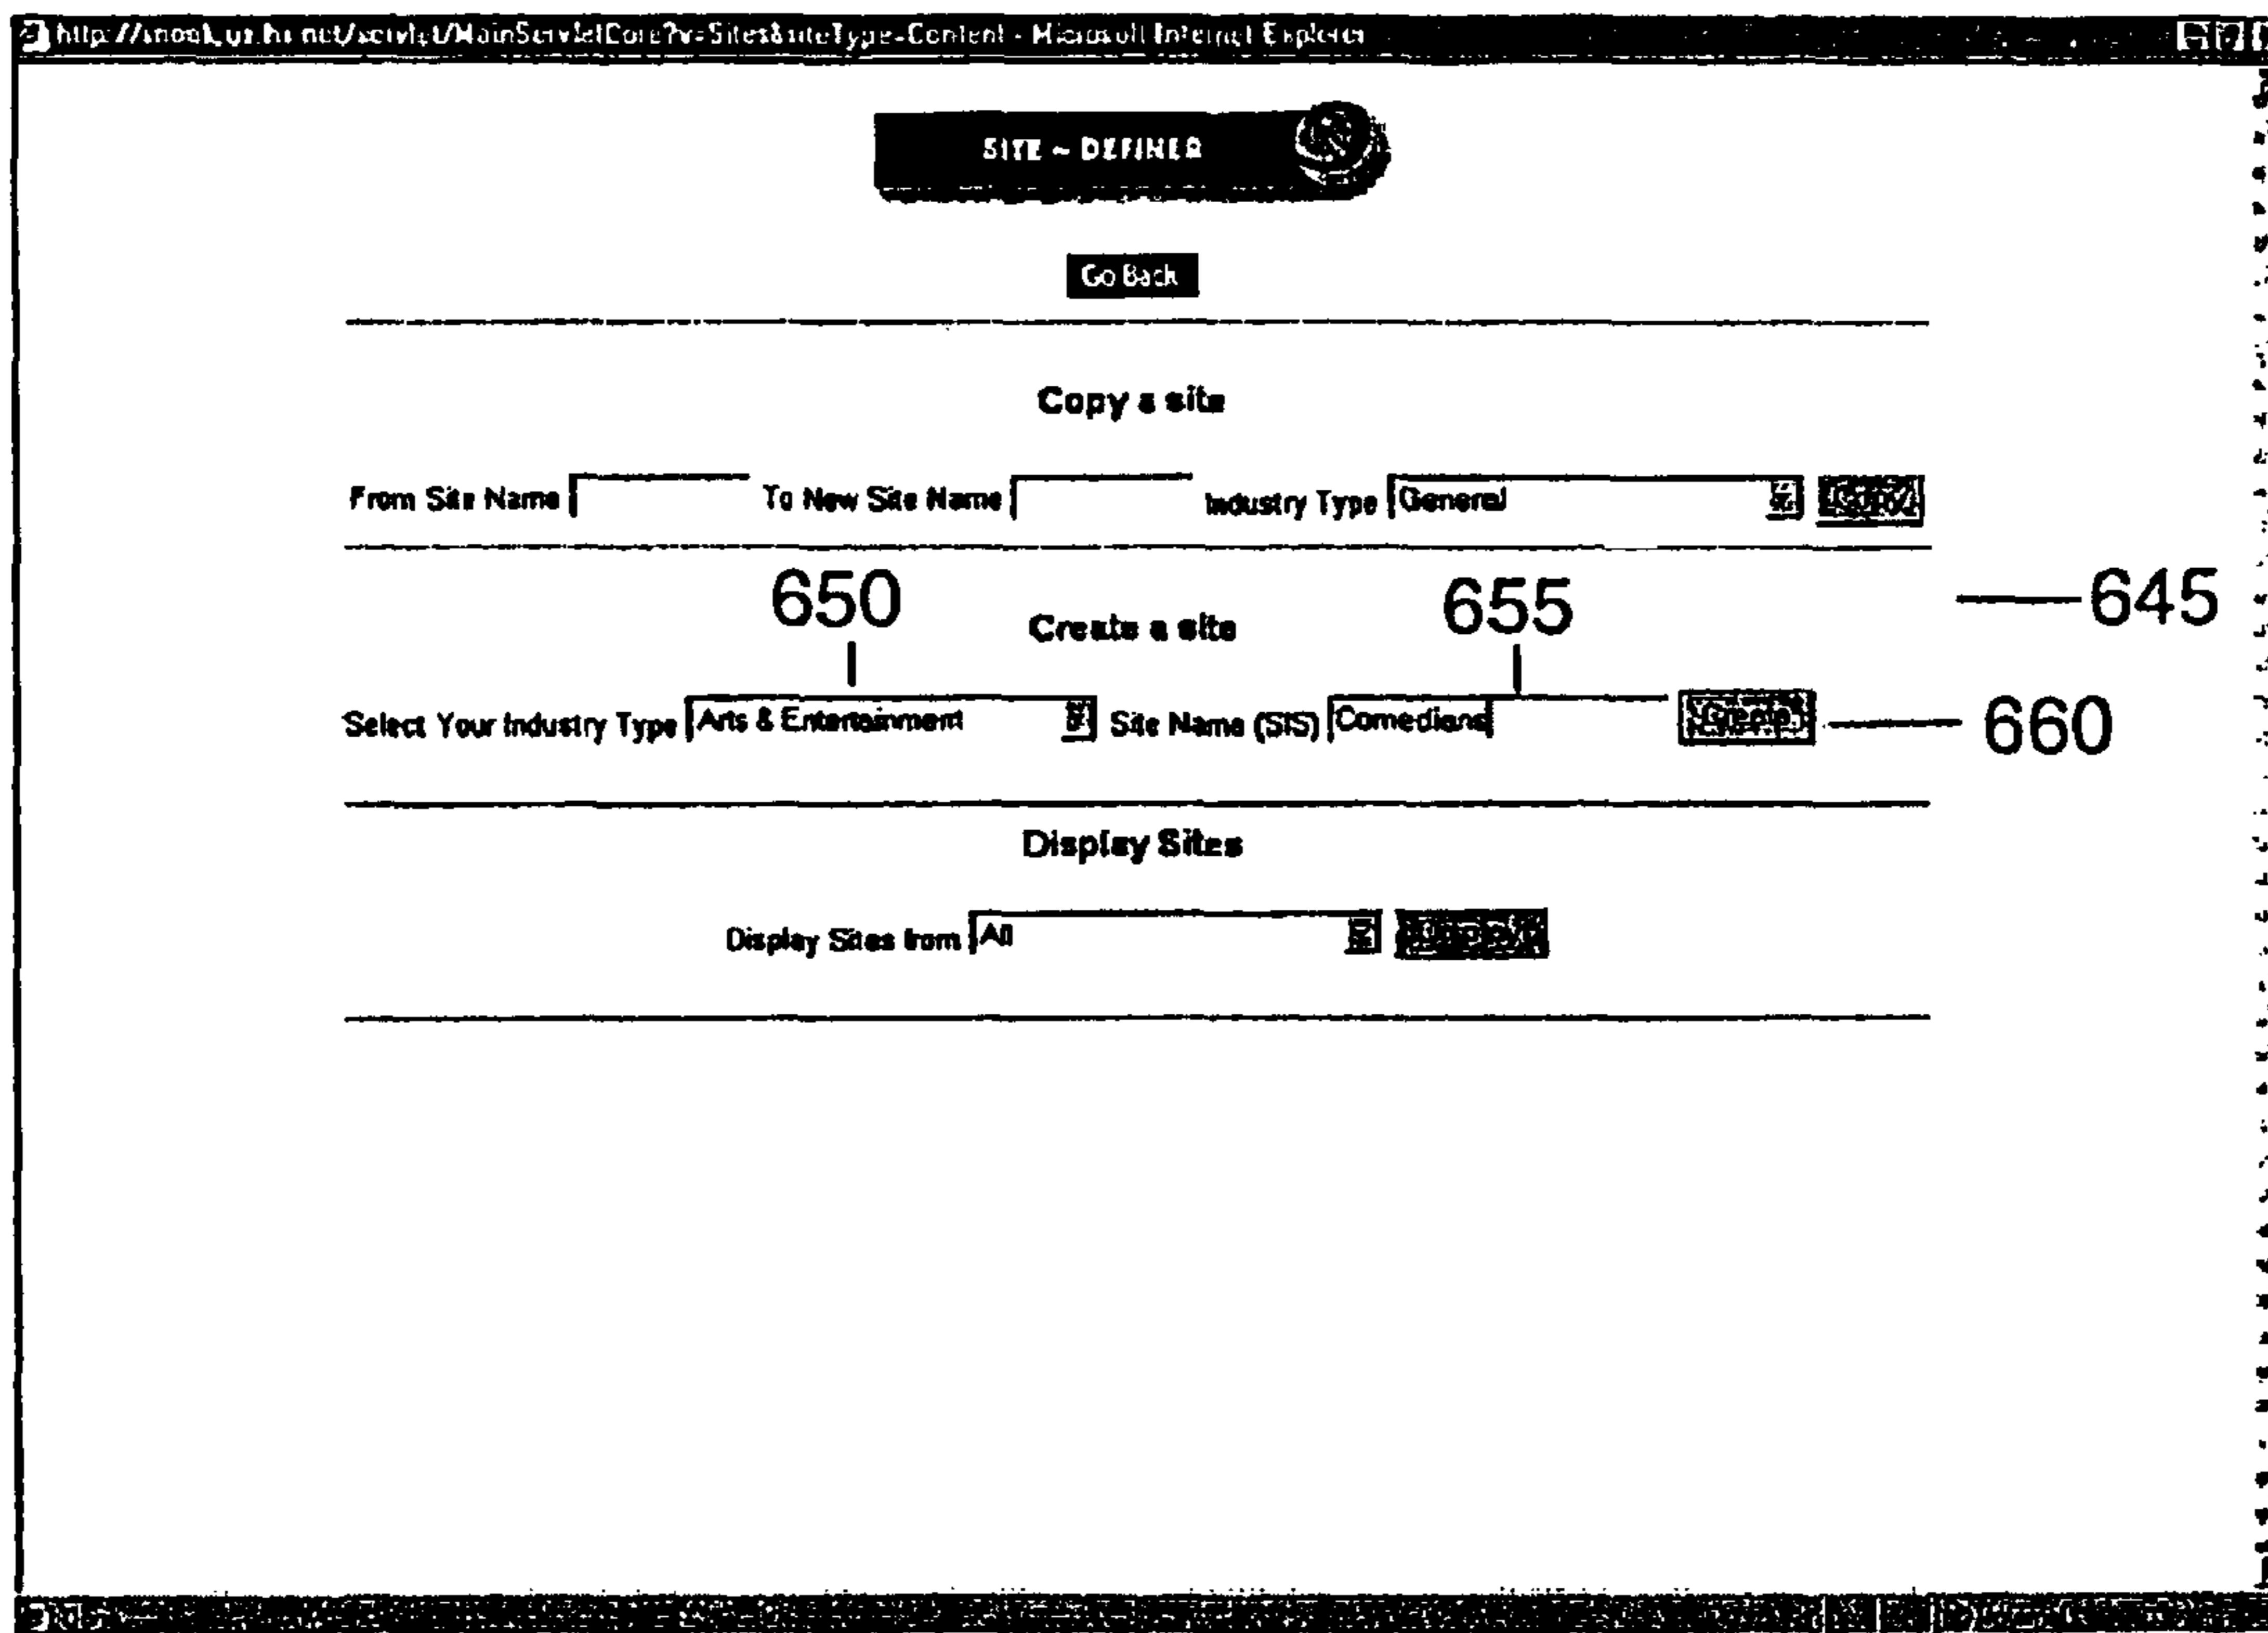 SITE ~ DEFINER
Go Back
Copy a site
From Site Name To New Site Name Industry Type General Copy
650 655 645
Create a site
Select Your Industry Type Arts & Entertainment Site Name (SIS) Comedians Create 660
Display Sites
Display Sites from All